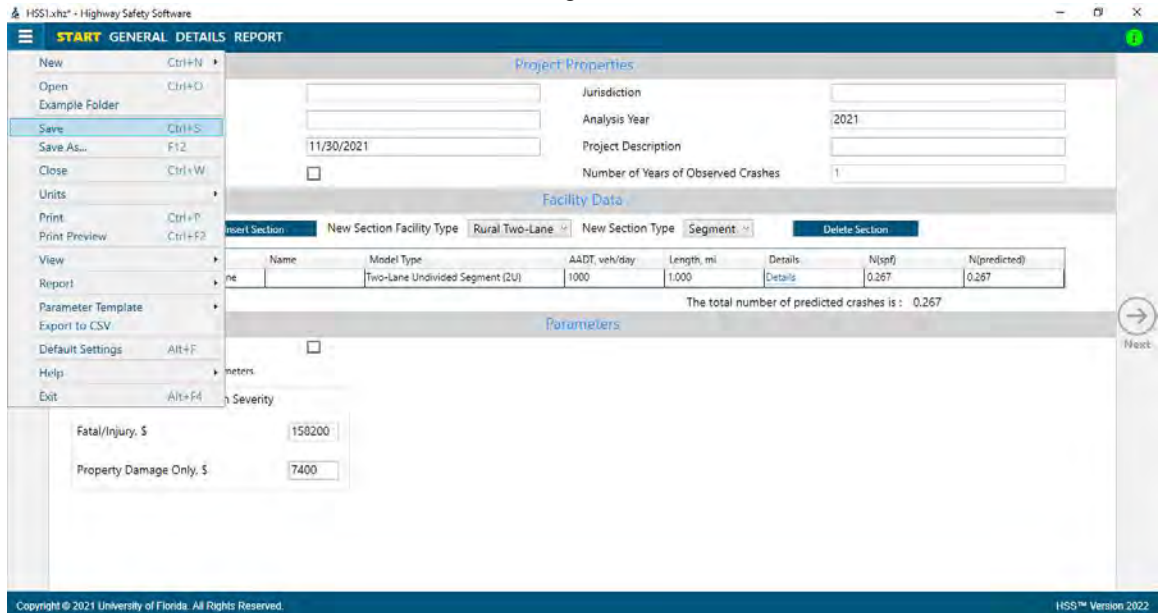 HSS1.xhz* - Highway Safety Software
START GENERAL DETAILS REPORT
New Ctrl+N
Open Ctrl+O
Example Folder
Save Ctrl+S
Save As... F12
Close Ctrl+W
Units
Print Ctrl+P
Print Preview Ctrl+F2
View
Report
Parameter Template
Export to CSV
Default Settings Alt+F
Help
Exit Alt+F4
Project Properties
Jurisdiction
Analysis Year 2021
11/30/2021 Project Description
Number of Years of Observed Crashes 1
Facility Data
Insert Section New Section Facility Type Rural Two-Lane New Section Type Segment Delete Section
Name Model Type AADT, veh/day Length, mi Details N(spf) N(predicted)
ne Two-Lane Undivided Segment (2U) 1000 1.000 Details 0.267 0.267
The total number of predicted crashes is : 0.267
Parameters
meters.
n Severity
Fatal/Injury, $ 158200
Property Damage Only, $ 7400
Next
Copyright © 2021 University of Florida. All Rights Reserved. HSS™ Version 2022